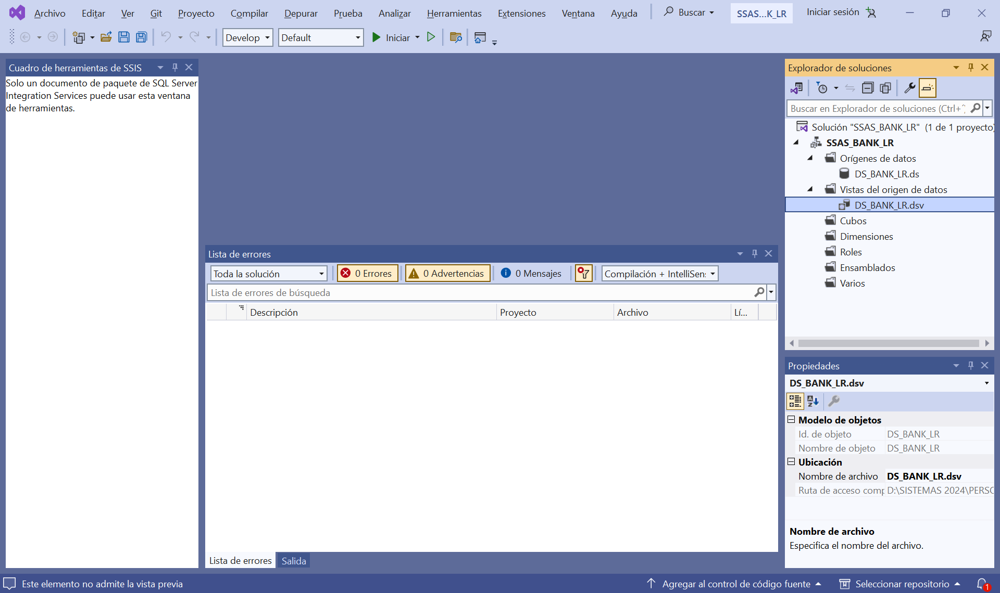 Archivo Editar Ver Git Proyecto Compilar Depurar Prueba Analizar Herramientas Extensiones Ventana Ayuda Buscar SSAS...K_LR Iniciar sesión
Develop Default Iniciar
Cuadro de herramientas de SSIS
Solo un documento de paquete de SQL Server
Integration Services puede usar esta ventana
de herramientas.
Lista de errores
Toda la solución 0 Errores 0 Advertencias 0 Mensajes Compilación + IntelliSen
Lista de errores de búsqueda
Descripción Proyecto Archivo Lí...
Lista de errores Salida
Explorador de soluciones
Buscar en Explorador de soluciones (Ctrl+
Solución "SSAS_BANK_LR" (1 de 1 proyecto)
SSAS_BANK_LR
Orígenes de datos
DS_BANK_LR.ds
Vistas del origen de datos
DS_BANK_LR.dsv
Cubos
Dimensiones
Roles
Ensamblados
Varios
Propiedades
DS_BANK_LR.dsv
Modelo de objetos
Id. de objeto DS_BANK_LR
Nombre de objeto DS_BANK_LR
Ubicación
Nombre de archivo DS_BANK_LR.dsv
Ruta de acceso comp D:\SISTEMAS 2024\PERSO
Nombre de archivo
Especifica el nombre del archivo.
Este elemento no admite la vista previa Agregar al control de código fuente Seleccionar repositorio 1